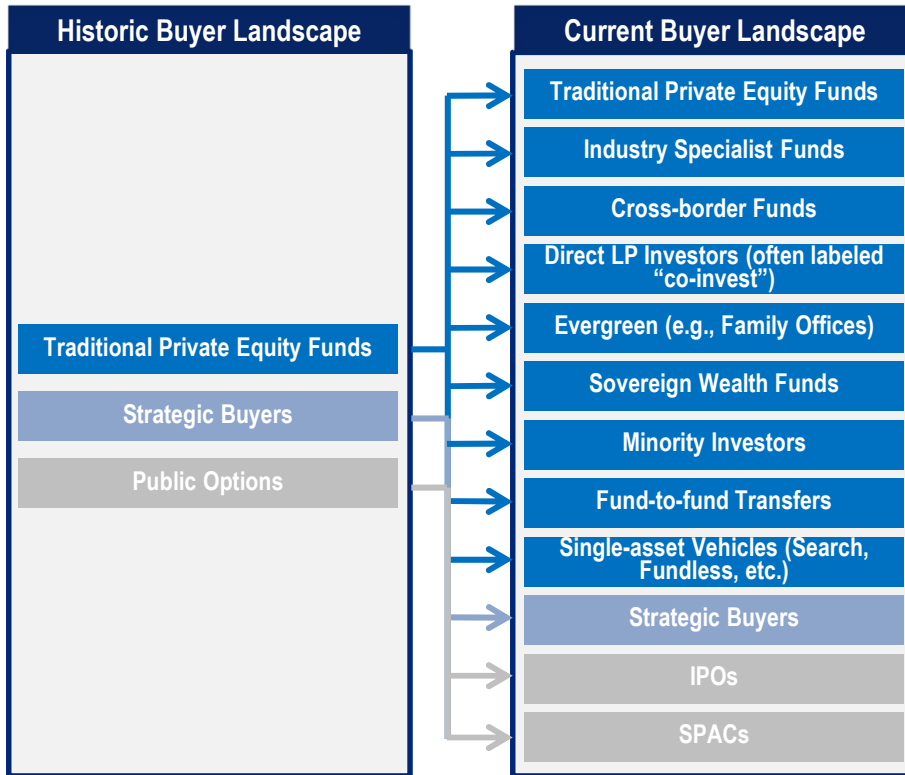 Historic Buyer Landscape
Traditional Private Equity Funds
Strategic Buyers
Public Options
Current Buyer Landscape
Traditional Private Equity Funds
Industry Specialist Funds
Cross-border Funds
Direct LP Investors (often labeled
“co-invest”)
Evergreen (e.g., Family Offices)
Sovereign Wealth Funds
Minority Investors
Fund-to-fund Transfers
Single-asset Vehicles (Search,
Fundless, etc.)
Strategic Buyers
IPOs
SPACs